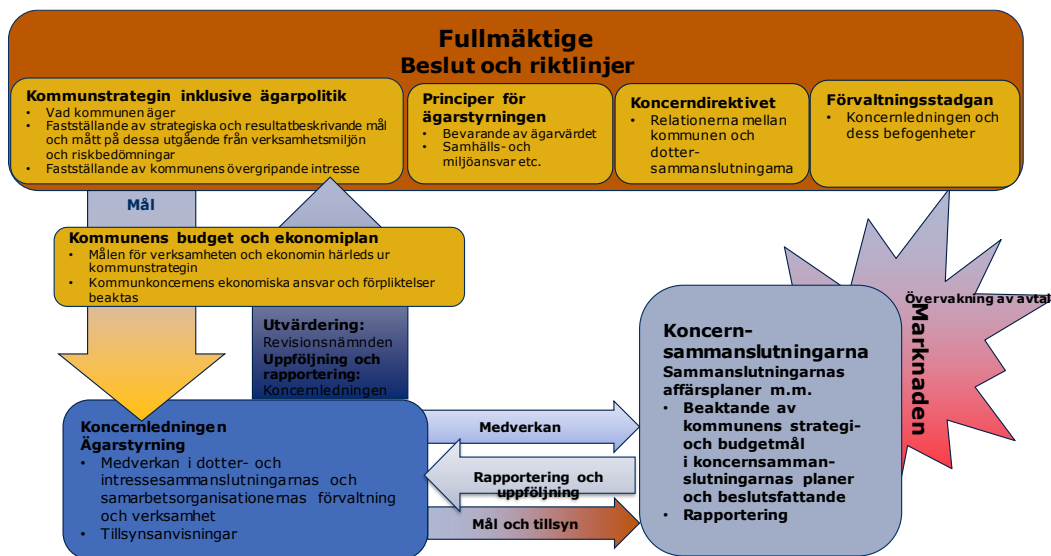 Fullmäktige
Beslut och riktlinjer
Kommunstrategin inklusive ägarpolitik
• Vad kommunen äger
• Fastställande av strategiska och resultatbeskrivande mål
och mått på dessa utgående från verksamhetsmiljön
och riskbedömningar
• Fastställande av kommunens övergripande intresse
Principer för
ägarstyrningen
• Bevarande av ägarvärdet
• Samhälls- och
miljöansvar etc.
Koncerndirektivet
• Relationerna mellan
kommunen och
dotter-
sammanslutningarna
Förvaltningsstadgan
• Koncernledningen och
dess befogenheter
Mål
Kommunens budget och ekonomiplan
• Målen för verksamheten och ekonomin härleds ur
kommunstrategin
• Kommunkoncernens ekonomiska ansvar och förpliktelser
beaktas
Utvärdering:
Revisionsnämnden
Uppföljning och
rapportering:
Koncernledningen
Koncernledningen
Ägarstyrning
• Medverkan i dotter- och
intressesammanslutningarnas och
samarbetsorganisationernas förvaltning
och verksamhet
• Tillsynsanvisningar
Medverkan
Rapportering och
uppföljning
Mål och tillsyn
Koncern-
sammanslutningarna
Sammanslutningarnas
affärsplaner m.m.
• Beaktande av
kommunens strategi-
och budgetmål
i koncernsamman-
slutningarnas planer
och beslutsfattande
• Rapportering
Övervakning av avtal
Marknaden